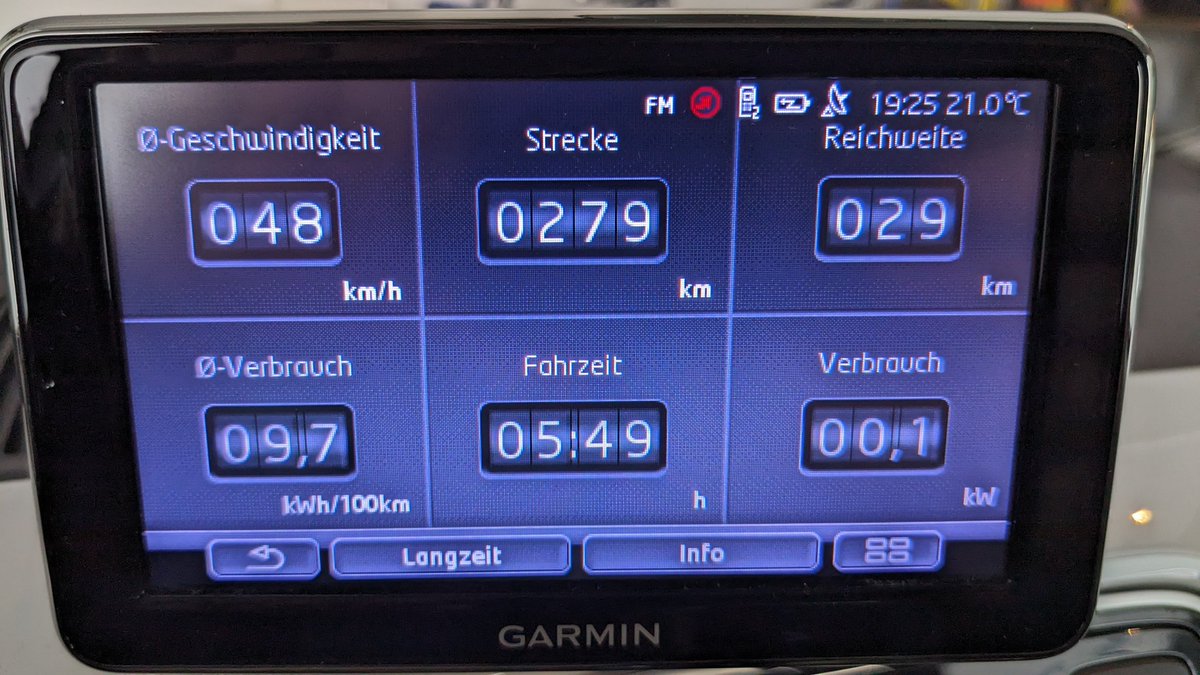 FM 2 19:25 21.0°C
Ø-Geschwindigkeit Strecke Reichweite
048 0279 029
km/h km km
Ø-Verbrauch Fahrzeit Verbrauch
09,7 05:49 00,1
kWh/100km h kW
Langzeit Info
GARMIN